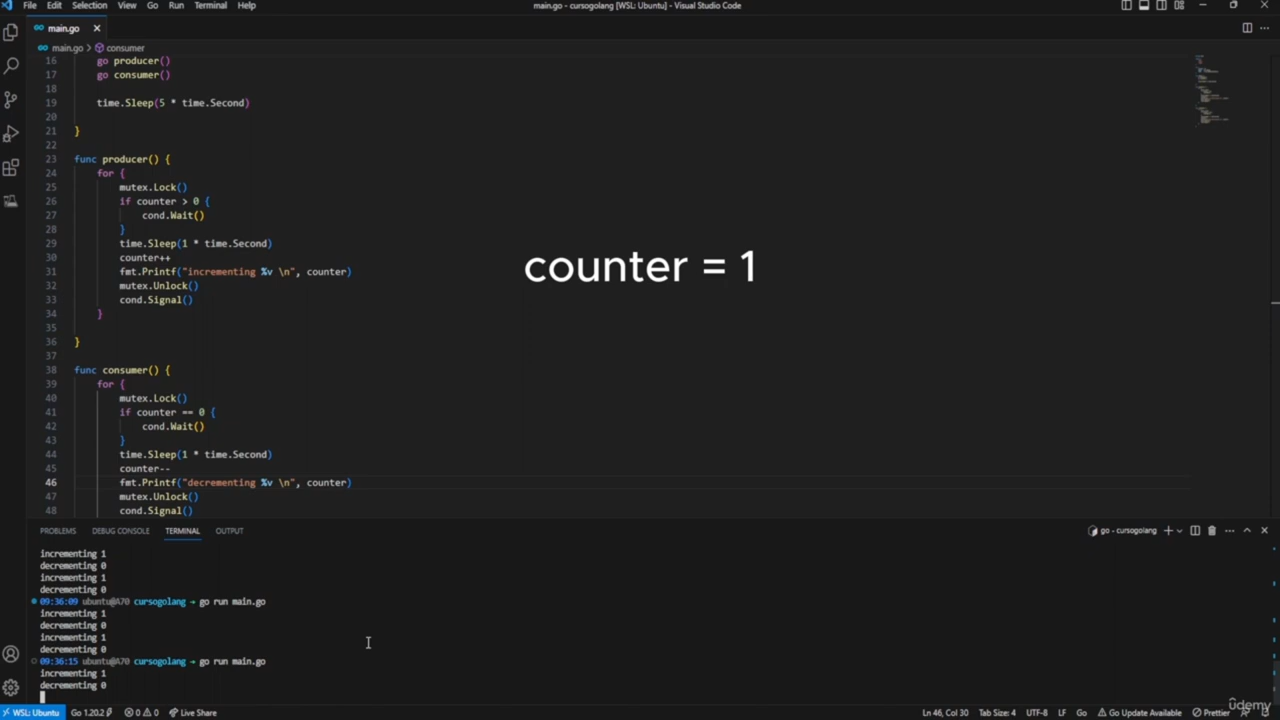 File Edit Selection View Go Run Terminal Help main.go - cursogolang [WSL: Ubuntu] - Visual Studio Code
main.go
main.go > consumer
16 go producer()
17 go consumer()
18
19 time.Sleep(5 * time.Second)
20
21 }
22
23 func producer() {
24 for {
25 mutex.Lock()
26 if counter > 0 {
27 cond.Wait()
28 }
29 time.Sleep(1 * time.Second)
30 counter++
31 fmt.Printf("incrementing %v \n", counter)
32 mutex.Unlock()
33 cond.Signal()
34 }
35
36 }
37
38 func consumer() {
39 for {
40 mutex.Lock()
41 if counter == 0 {
42 cond.Wait()
43 }
44 time.Sleep(1 * time.Second)
45 counter--
46 fmt.Printf("decrementing %v \n", counter)
47 mutex.Unlock()
48 cond.Signal()
counter = 1
PROBLEMS DEBUG CONSOLE TERMINAL OUTPUT go - cursogolang
incrementing 1
decrementing 0
incrementing 1
decrementing 0
09:36:09 ubuntu@A70 cursogolang → go run main.go
incrementing 1
decrementing 0
incrementing 1
decrementing 0
09:36:15 ubuntu@A70 cursogolang → go run main.go
incrementing 1
decrementing 0
udemy
WSL: Ubuntu Go 1.20.2 0 0 Live Share Ln 46, Col 30 Tab Size: 4 UTF-8 LF Go Go Update Available Prettier